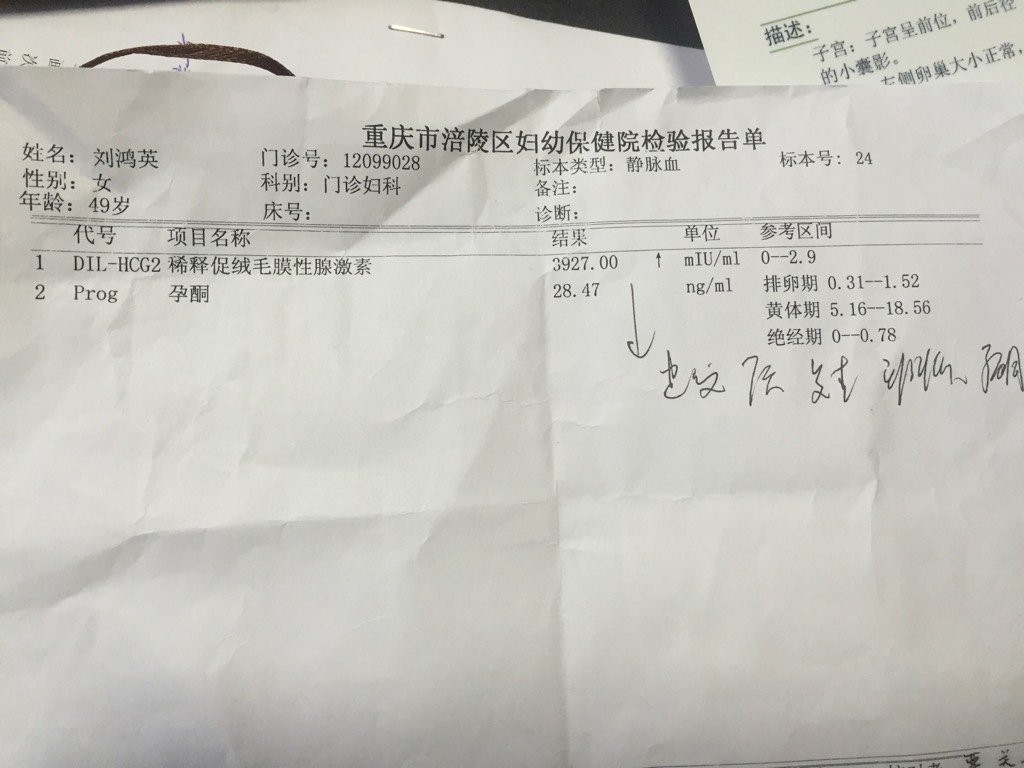 描述：
子宫：子宫呈前位，前后径
的小囊影。
左侧卵巢大小正常，
重庆市涪陵区妇幼保健院检验报告单
姓名：刘鸿英 门诊号：12099028 标本类型：静脉血 标本号：24
性别：女 科别：门诊妇科 备注：
年龄：49岁 床号： 诊断：
代号 项目名称 结果 单位 参考区间
1 DIL-HCG2 稀释促绒毛膜性腺激素 3927.00 ↑ mIU/ml 0--2.9
2 Prog 孕酮 28.47 ng/ml 排卵期 0.31--1.52
黄体期 5.16--18.56
绝经期 0--0.78